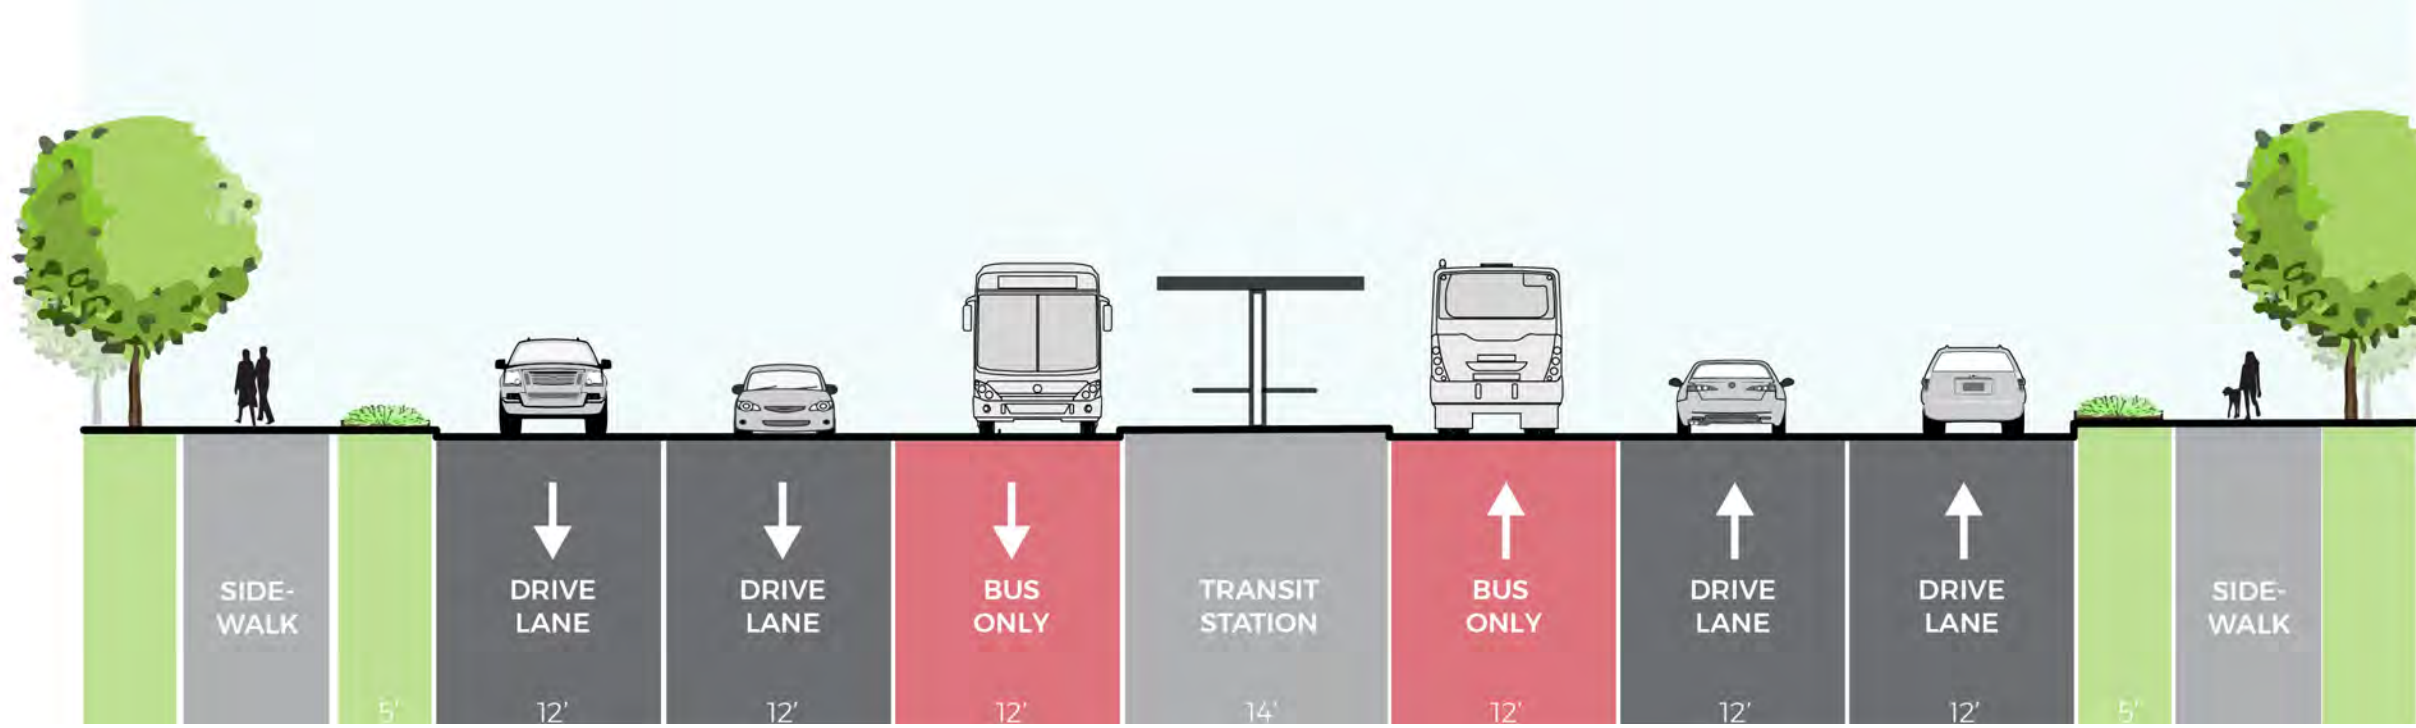 SIDE-
WALK
5'
DRIVE
LANE
12'
DRIVE
LANE
12'
BUS
ONLY
12'
TRANSIT
STATION
14'
BUS
ONLY
12'
DRIVE
LANE
12'
DRIVE
LANE
12'
5'
SIDE-
WALK